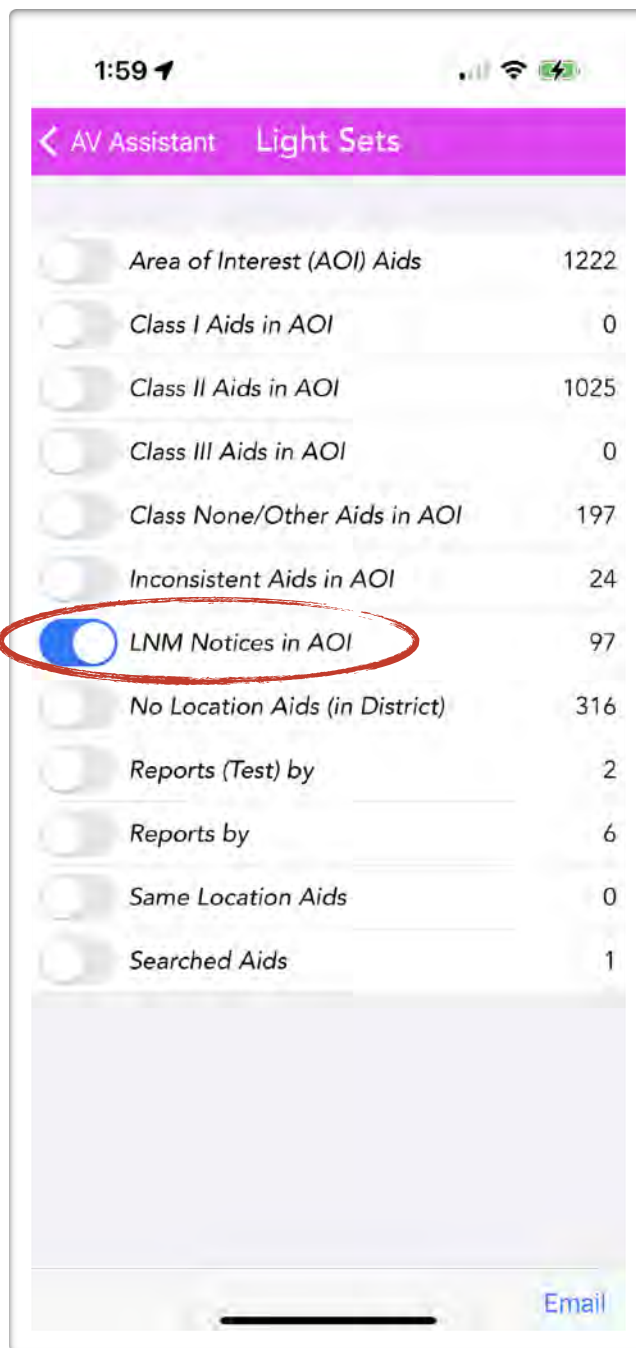 1:59
AV Assistant Light Sets
Area of Interest (AOI) Aids 1222
Class I Aids in AOI 0
Class II Aids in AOI 1025
Class III Aids in AOI 0
Class None/Other Aids in AOI 197
Inconsistent Aids in AOI 24
LNM Notices in AOI 97
No Location Aids (in District) 316
Reports (Test) by 2
Reports by 6
Same Location Aids 0
Searched Aids 1
Email